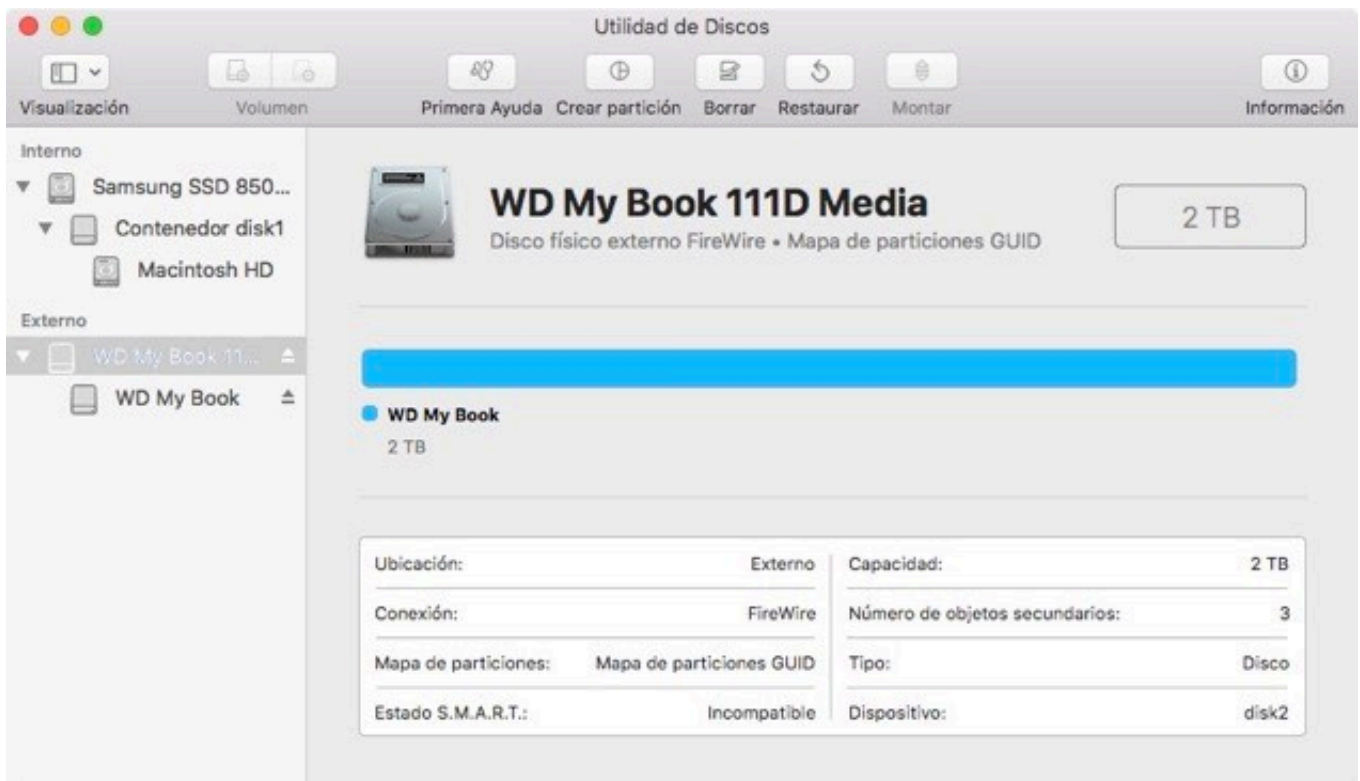 Utilidad de Discos
Visualización Volumen Primera Ayuda Crear partición Borrar Restaurar Montar Información
Interno
Samsung SSD 850...
Contenedor disk1
Macintosh HD
Externo
WD My Book 11...
WD My Book
WD My Book 111D Media
Disco físico externo FireWire • Mapa de particiones GUID
2 TB
WD My Book
2 TB
Ubicación: Externo Capacidad: 2 TB
Conexión: FireWire Número de objetos secundarios: 3
Mapa de particiones: Mapa de particiones GUID Tipo: Disco
Estado S.M.A.R.T.: Incompatible Dispositivo: disk2